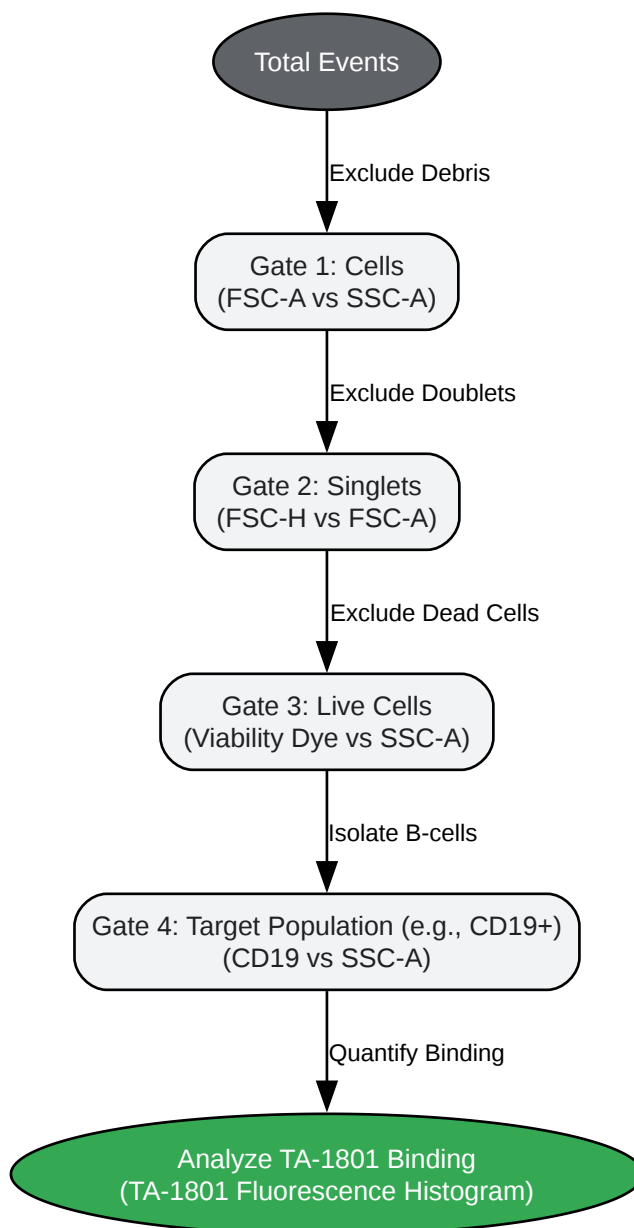 Total Events
Exclude Debris
Gate 1: Cells
(FSC-A vs SSC-A)
Exclude Doublets
Gate 2: Singlets
(FSC-H vs FSC-A)
Exclude Dead Cells
Gate 3: Live Cells
(Viability Dye vs SSC-A)
Isolate B-cells
Gate 4: Target Population (e.g., CD19+)
(CD19 vs SSC-A)
Quantify Binding
Analyze TA-1801 Binding
(TA-1801 Fluorescence Histogram)